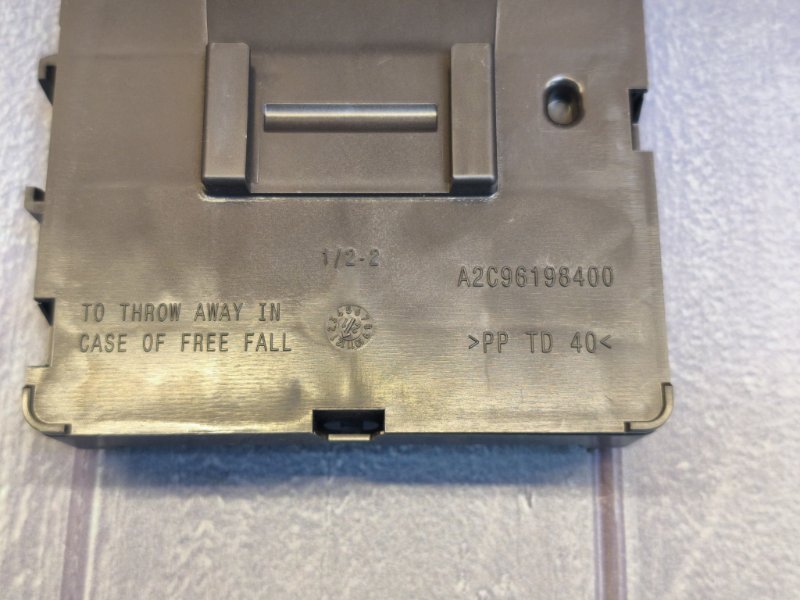 1/2-2
A2C96198400
TO THROW AWAY IN
CASE OF FREE FALL
>PP TD 40<